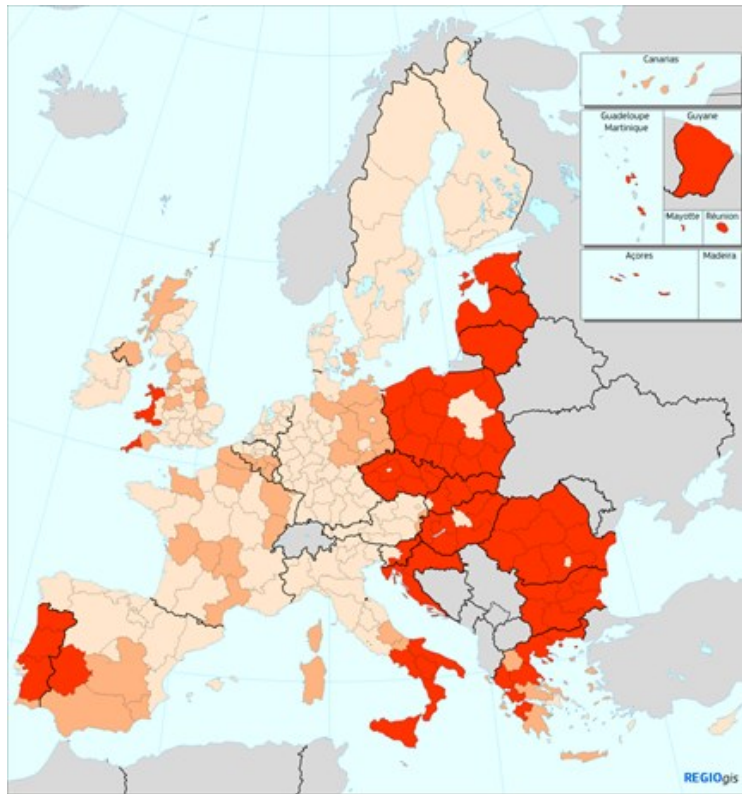 Canarias
Guadeloupe
Martinique
Guyane
Mayotte
Réunion
Açores
Madeira
REGIOgis